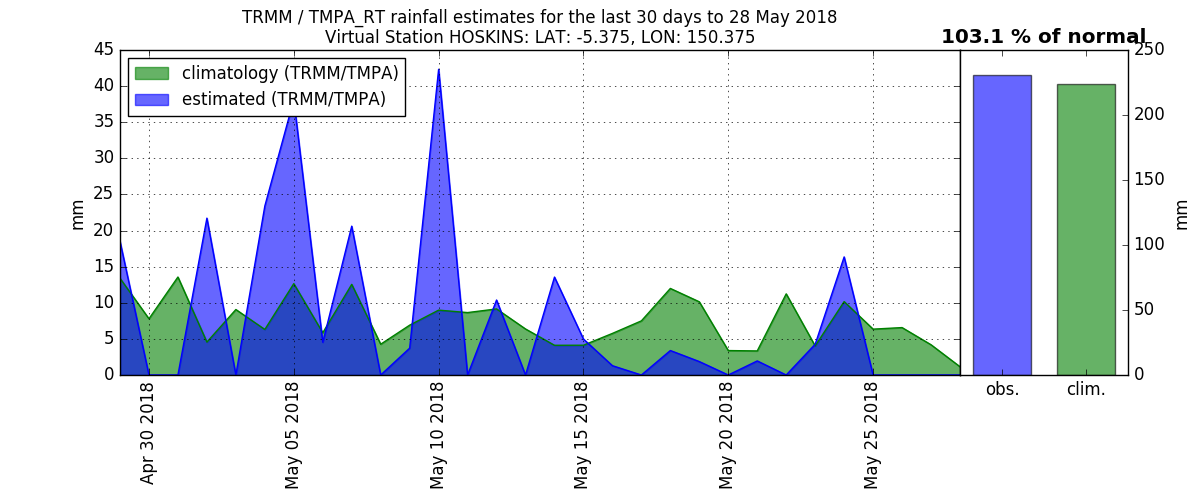 TRMM / TMPA_RT rainfall estimates for the last 30 days to 28 May 2018
Virtual Station HOSKINS: LAT: -5.375, LON: 150.375
103.1 % of normal
climatology (TRMM/TMPA)
estimated (TRMM/TMPA)
45
40
35
30
25
20
15
10
5
0
mm
Apr 30 2018
May 05 2018
May 10 2018
May 15 2018
May 20 2018
May 25 2018
250
200
150
100
50
0
mm
obs.
clim.